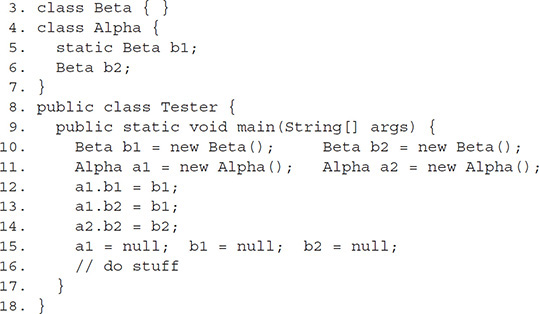 3. class Beta { }
4. class Alpha {
5.   static Beta b1;
6.   Beta b2;
7. }
8. public class Tester {
9.   public static void main(String[] args) {
10.     Beta b1 = new Beta();     Beta b2 = new Beta();
11.     Alpha a1 = new Alpha();   Alpha a2 = new Alpha();
12.     a1.b1 = b1;
13.     a1.b2 = b1;
14.     a2.b2 = b2;
15.     a1 = null;  b1 = null;  b2 = null;
16.     // do stuff
17.   }
18. }